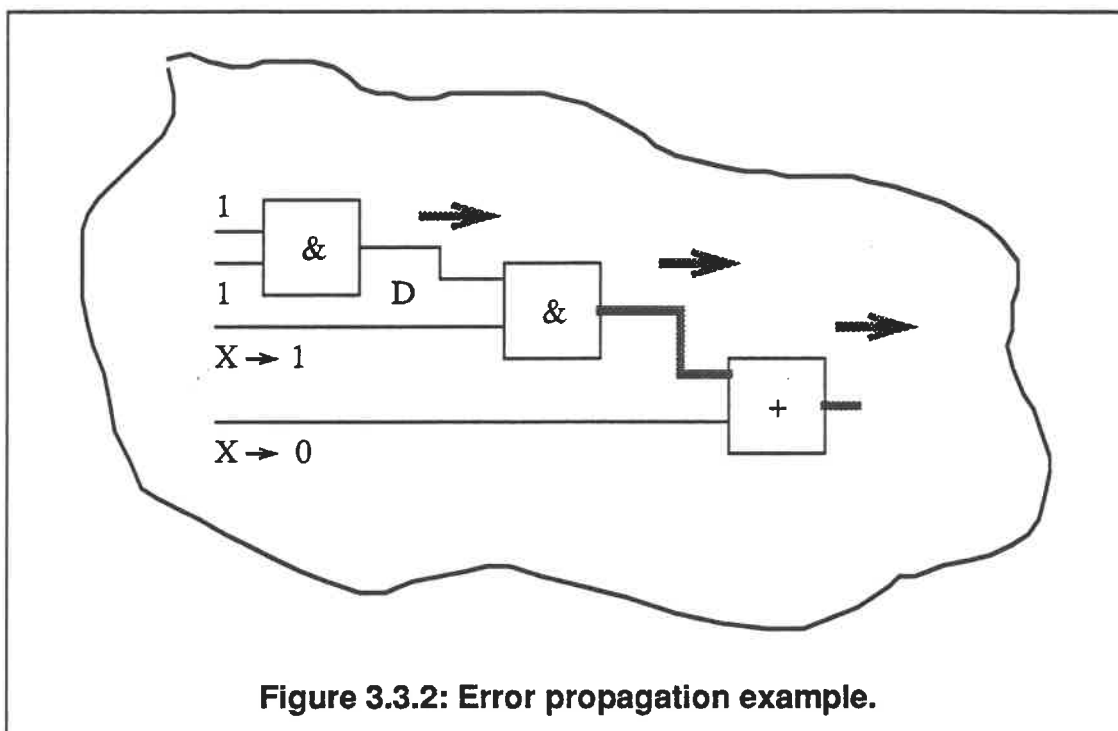 1
&
1
D
&
X → 1
+
X → 0
Figure 3.3.2: Error propagation example.